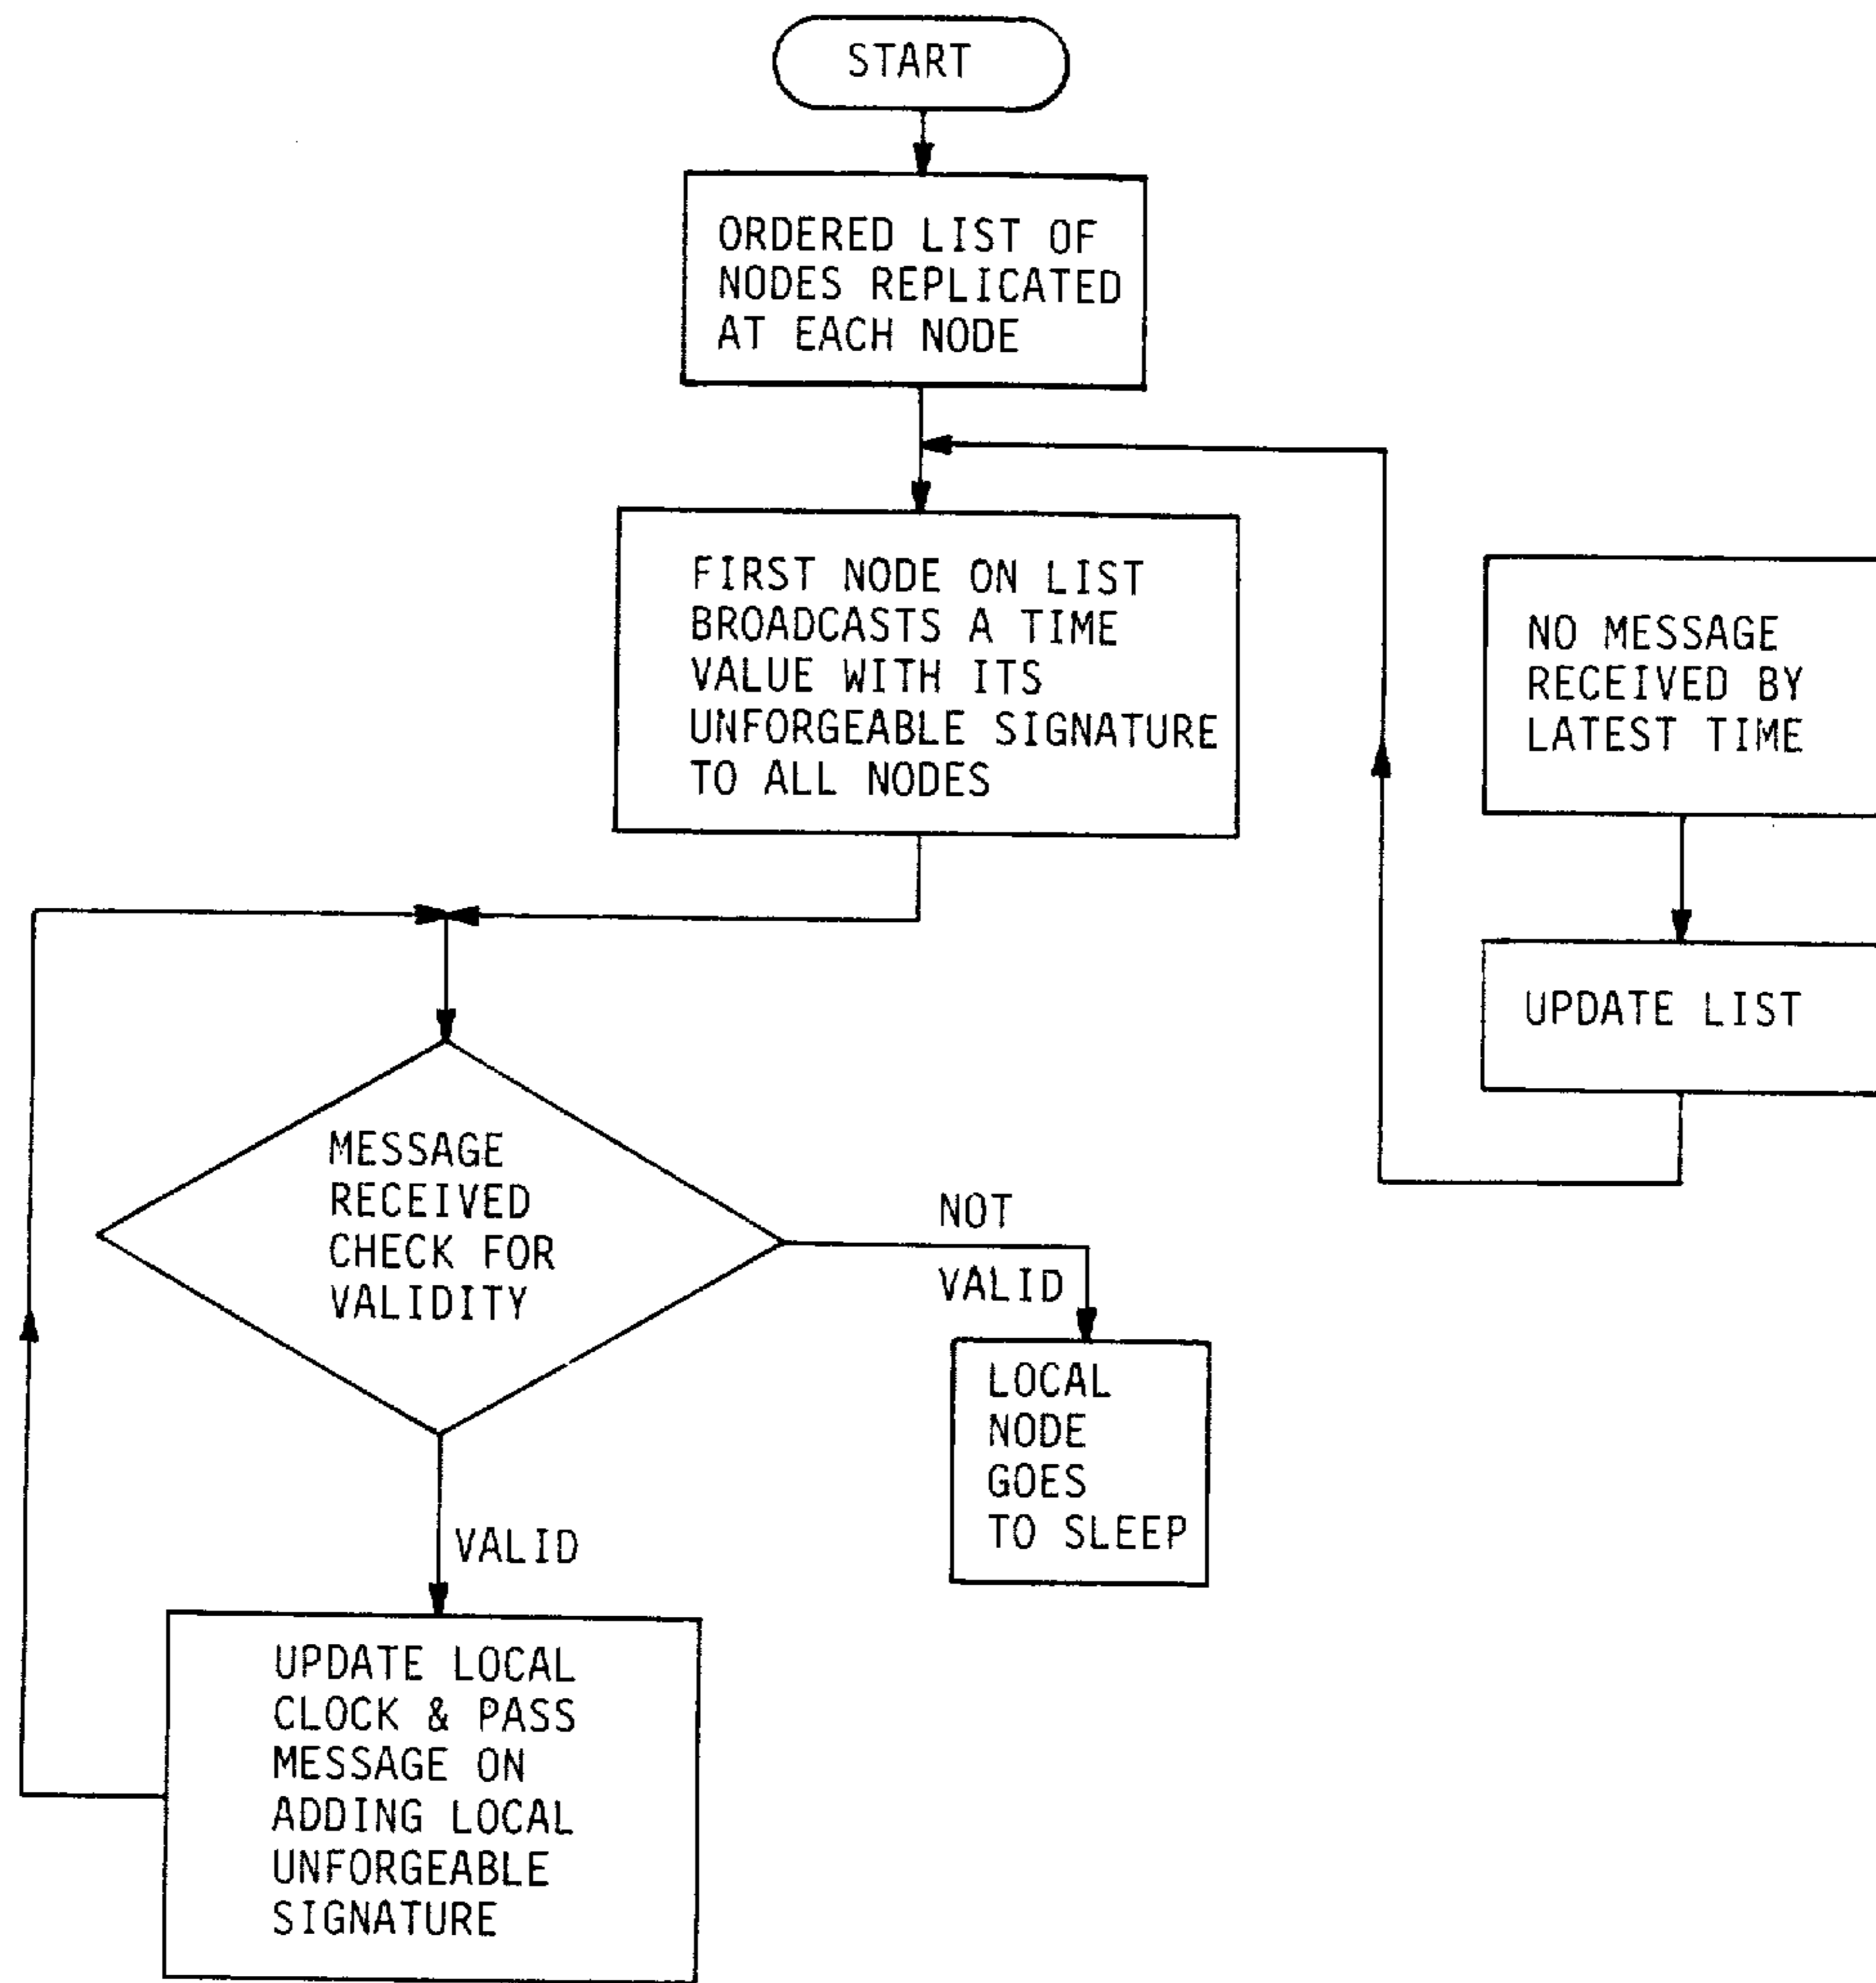 START
ORDERED LIST OF
NODES REPLICATED
AT EACH NODE
FIRST NODE ON LIST
BROADCASTS A TIME
VALUE WITH ITS
UNFORGEABLE SIGNATURE
TO ALL NODES
NO MESSAGE
RECEIVED BY
LATEST TIME
UPDATE LIST
MESSAGE
RECEIVED
CHECK FOR
VALIDITY
NOT
VALID
LOCAL
NODE
GOES
TO SLEEP
VALID
UPDATE LOCAL
CLOCK & PASS
MESSAGE ON
ADDING LOCAL
UNFORGEABLE
SIGNATURE